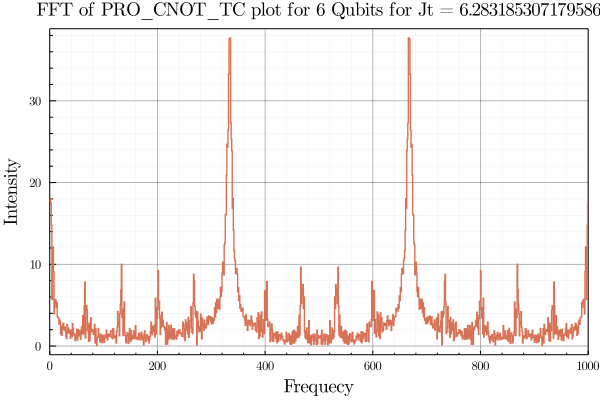 FFT of PRO_CNOT_TC plot for 6 Qubits for Jt = 6.283185307179586
30
20
10
0
Intensity
0 200 400 600 800 1000
Frequecy